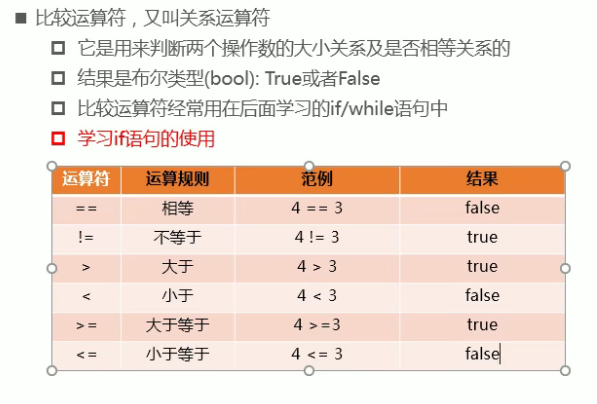 比较运算符，又叫关系运算符
它是用来判断两个操作数的大小关系及是否相等关系的
结果是布尔类型(bool): True或者False
比较运算符经常用在后面学习的if/while语句中
学习if语句的使用
运算符 运算规则 范例 结果
== 相等 4 == 3 false
!= 不等于 4 != 3 true
> 大于 4 > 3 true
< 小于 4 < 3 false
>= 大于等于 4 >=3 true
<= 小于等于 4 <= 3 false